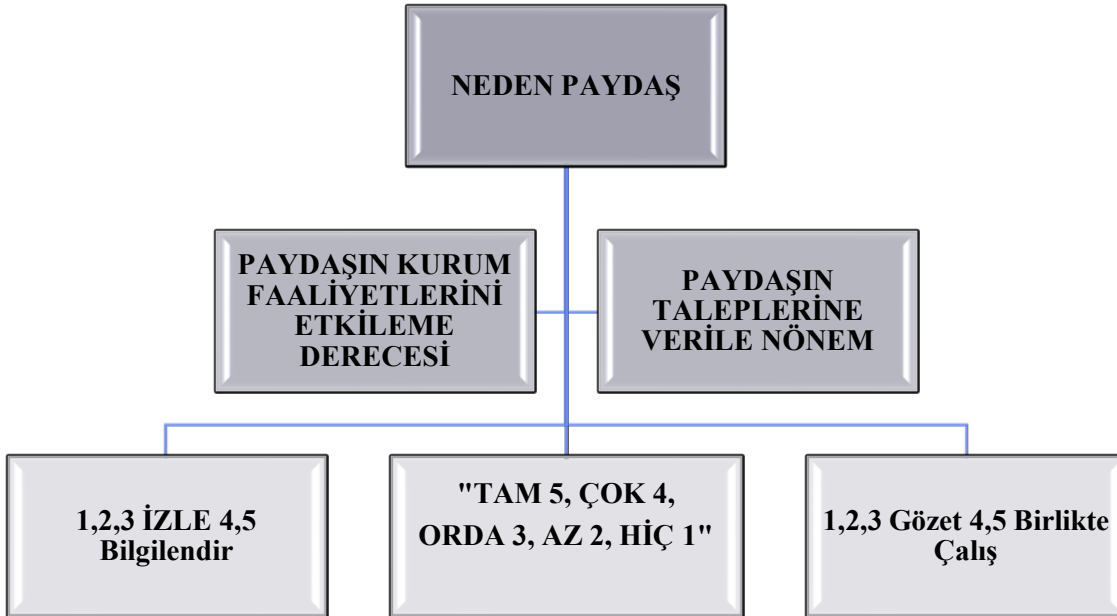 NEDEN PAYDAŞ
PAYDAŞIN KURUM
FAALİYETLERİNİ
ETKİLEME
DERECESİ
PAYDAŞIN
TALEPLERİNE
VERİLE NÖNEM
1,2,3 İZLE 4,5
Bilgilendir
"TAM 5, ÇOK 4,
ORDA 3, AZ 2, HİÇ 1"
1,2,3 Gözet 4,5 Birlikte
Çalış